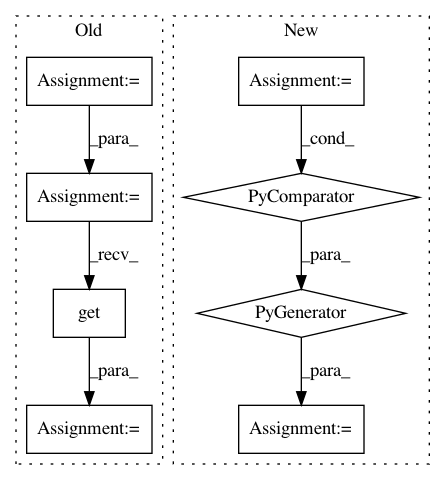 Old
Assignment:=
_para_
Assignment:=
_recv_
get
_para_
Assignment:=
New
Assignment:=
_cond_
PyComparator
_para_
PyGenerator
_para_
Assignment:=